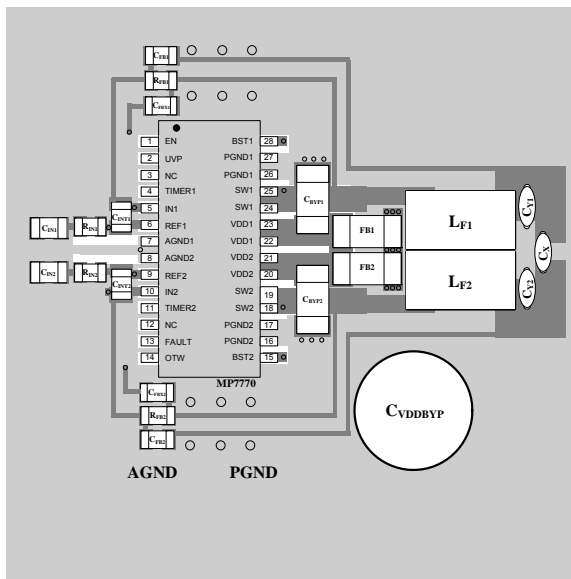 CFB1
RFB1
CFBX1
1 EN BST1 28
2 UVP PGND1 27
3 NC PGND1 26
4 TIMER1 SW1 25
5 IN1 SW1 24
6 REF1 VDD1 23
7 AGND1 VDD1 22
8 AGND2 VDD2 21
9 REF2 VDD2 20
10 IN2 SW2 19
11 TIMER2 SW2 18
12 NC PGND2 17
13 FAULT PGND2 16
14 OTW BST2 15
MP7770
CIN1 RIN1 CINT1
CIN2 RIN2 CINT2
CBYP1
FB1
FB2
CBYP2
LF1
LF2
CY1
CX
CY2
CFBX2
RFB2
CFB2
CVDDBYP
AGND PGND